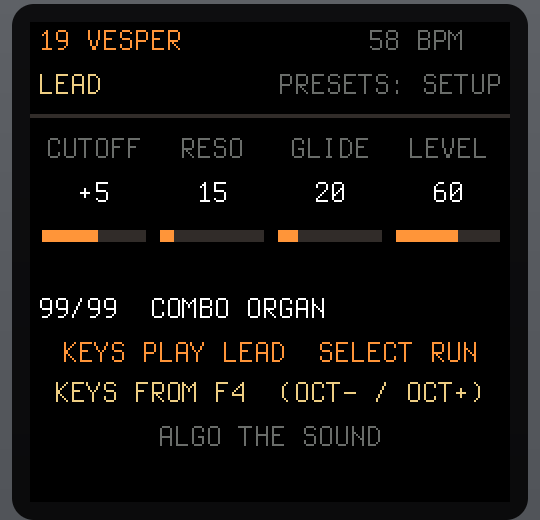 19 VESPER 58 BPM
LEAD PRESETS: SETUP
CUTOFF RESO GLIDE LEVEL
+5 15 20 60
99/99 COMBO ORGAN
KEYS PLAY LEAD SELECT RUN
KEYS FROM F4 (OCT- / OCT+)
ALGO THE SOUND